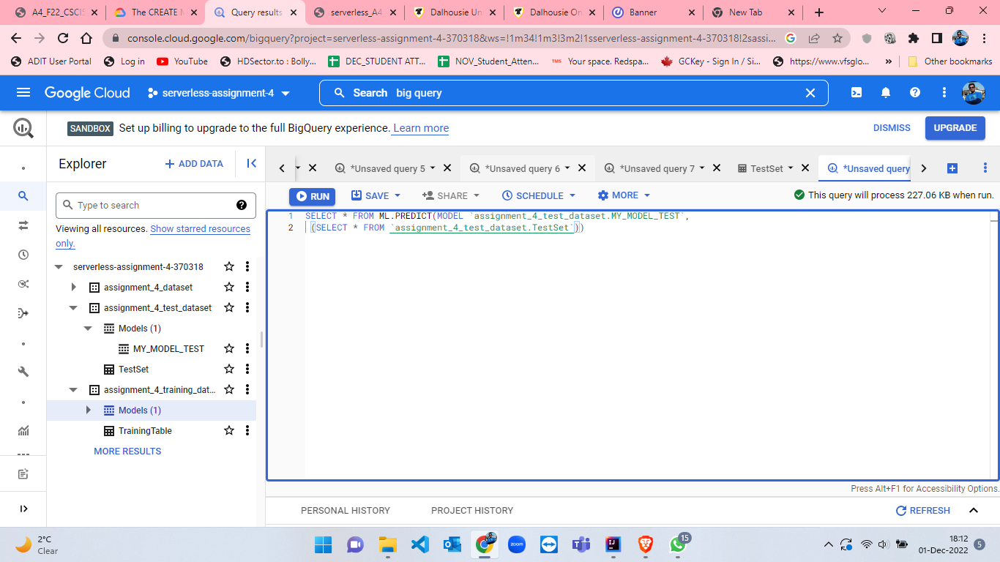 A4_F22_CSCI5
The CREATE M
Query results
serverless_A4
Dalhousie Un
Dalhousie On
Banner
New Tab
console.cloud.google.com/bigquery?project=serverless-assignment-4-370318&ws=!1m34!1m3!3m2!1sserverless-assignment-4-370318!2sassi...
ADIT User Portal
Log in
YouTube
HDSector.to : Bolly...
DEC_STUDENT ATT...
NOV_Student_Atten...
Your space. Redspa...
GCKey - Sign In / Si...
https://www.vfsglo...
»
Other bookmarks
Google Cloud
serverless-assignment-4
Search big query
SANDBOX Set up billing to upgrade to the full BigQuery experience. Learn more
DISMISS
UPGRADE
Explorer
+ ADD DATA
*Unsaved query 5
*Unsaved query 6
*Unsaved query 7
TestSet
*Unsaved query
RUN
SAVE
SHARE
SCHEDULE
MORE
This query will process 227.06 KB when run.
Type to search
Viewing all resources. Show starred resources
only.
serverless-assignment-4-370318
assignment_4_dataset
assignment_4_test_dataset
Models (1)
MY_MODEL_TEST
TestSet
assignment_4_training_dat...
Models (1)
TrainingTable
MORE RESULTS
1 SELECT * FROM ML.PREDICT(MODEL `assignment_4_test_dataset.MY_MODEL_TEST`,
2 (SELECT * FROM `assignment_4_test_dataset.TestSet`))
Press Alt+F1 for Accessibility Options.
PERSONAL HISTORY
PROJECT HISTORY
REFRESH
2°C
Clear
zoom
15
18:12
01-Dec-2022
5